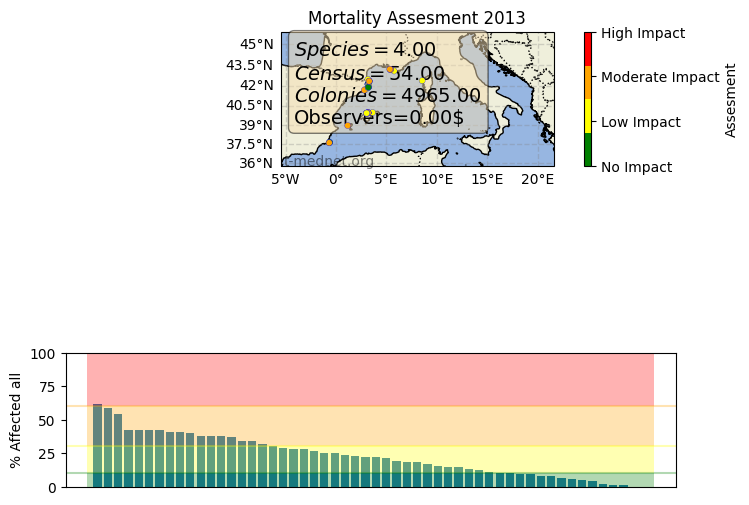 Mortality Assesment 2013
Species = 4.00
Census = 54.00
Colonies = 4965.00
Observers=0.00$
45°N
43.5°N
42°N
40.5°N
39°N
37.5°N
36°N
t-mednet.org
5°W 0° 5°E 10°E 15°E 20°E
High Impact
Moderate Impact
Low Impact
No Impact
Assesment
% Affected all
100
75
50
25
0